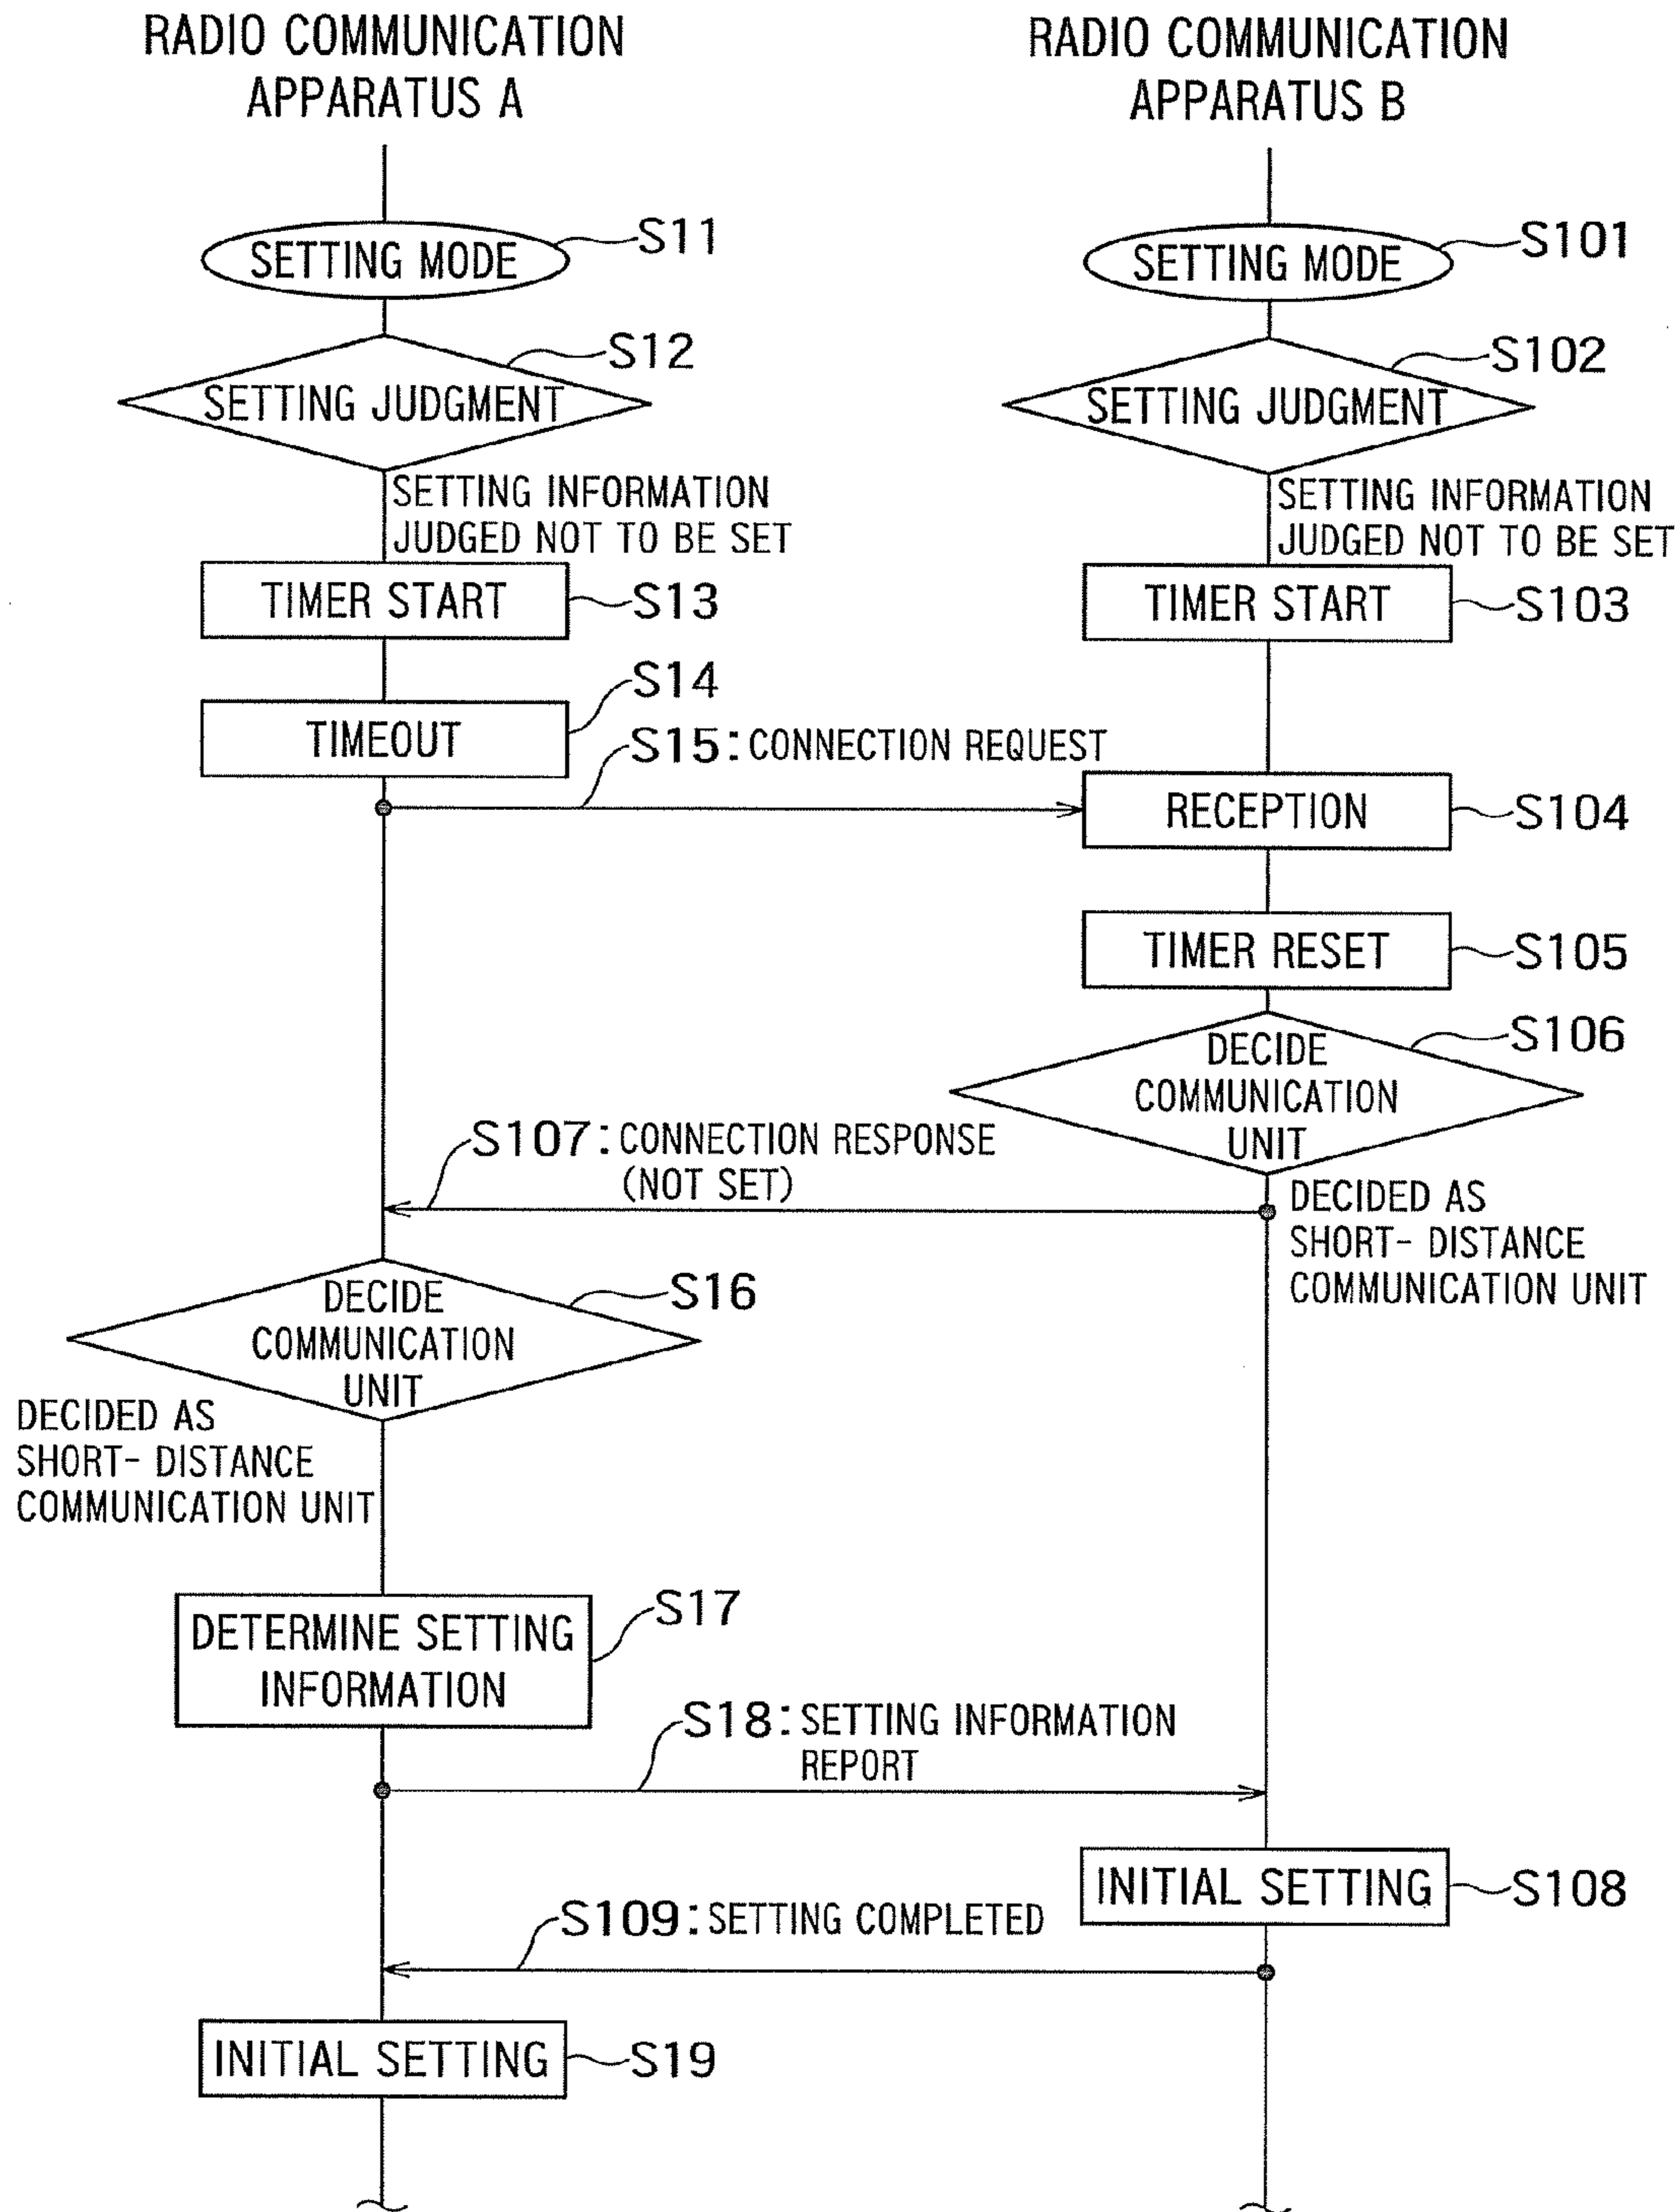 RADIO COMMUNICATION
APPARATUS A
RADIO COMMUNICATION
APPARATUS B
SETTING MODE
S11
SETTING MODE
S101
SETTING JUDGMENT
S12
SETTING JUDGMENT
S102
SETTING INFORMATION
JUDGED NOT TO BE SET
SETTING INFORMATION
JUDGED NOT TO BE SET
TIMER START
S13
TIMER START
S103
TIMEOUT
S14
S15: CONNECTION REQUEST
RECEPTION
S104
TIMER RESET
S105
DECIDE
COMMUNICATION
UNIT
S106
S107: CONNECTION RESPONSE
(NOT SET)
DECIDED AS
SHORT- DISTANCE
COMMUNICATION UNIT
DECIDE
COMMUNICATION
UNIT
S16
DECIDED AS
SHORT- DISTANCE
COMMUNICATION UNIT
DETERMINE SETTING
INFORMATION
S17
S18: SETTING INFORMATION
REPORT
INITIAL SETTING
S108
S109: SETTING COMPLETED
INITIAL SETTING
S19